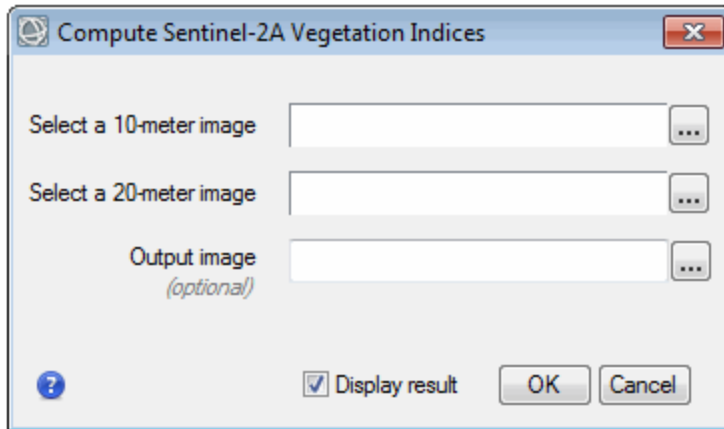 Compute Sentinel-2A Vegetation Indices
Select a 10-meter image
...
Select a 20-meter image
...
Output image
...
(optional)
?
Display result
OK
Cancel